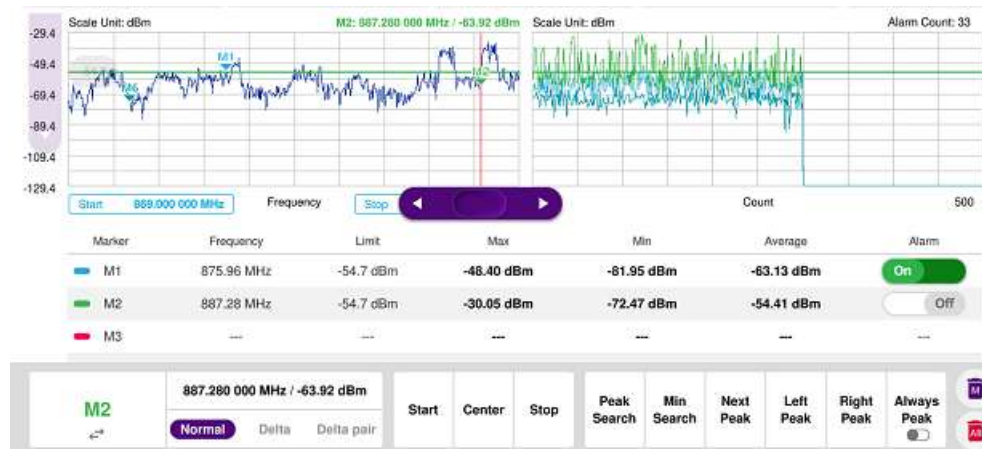 Scale Unit: dBm M2: 887.280 000 MHz / -63.92 dBm Scale Unit: dBm Alarm Count: 33
-29.4
-49.4
-69.4
-89.4
-109.4
-129.4
M1
M2
M6
Start 869.000 000 MHz Frequency Stop Count 500
Marker Frequency Limit Max Min Average Alarm
M1 875.96 MHz -54.7 dBm -48.40 dBm -81.95 dBm -63.13 dBm On
M2 887.28 MHz -54.7 dBm -30.05 dBm -72.47 dBm -54.41 dBm Off
M3 --- --- --- --- --- ---
M2
887.280 000 MHz / -63.92 dBm
Normal Delta Delta pair
Start Center Stop
Peak Search
Min Search
Next Peak
Left Peak
Right Peak
Always Peak
M
All